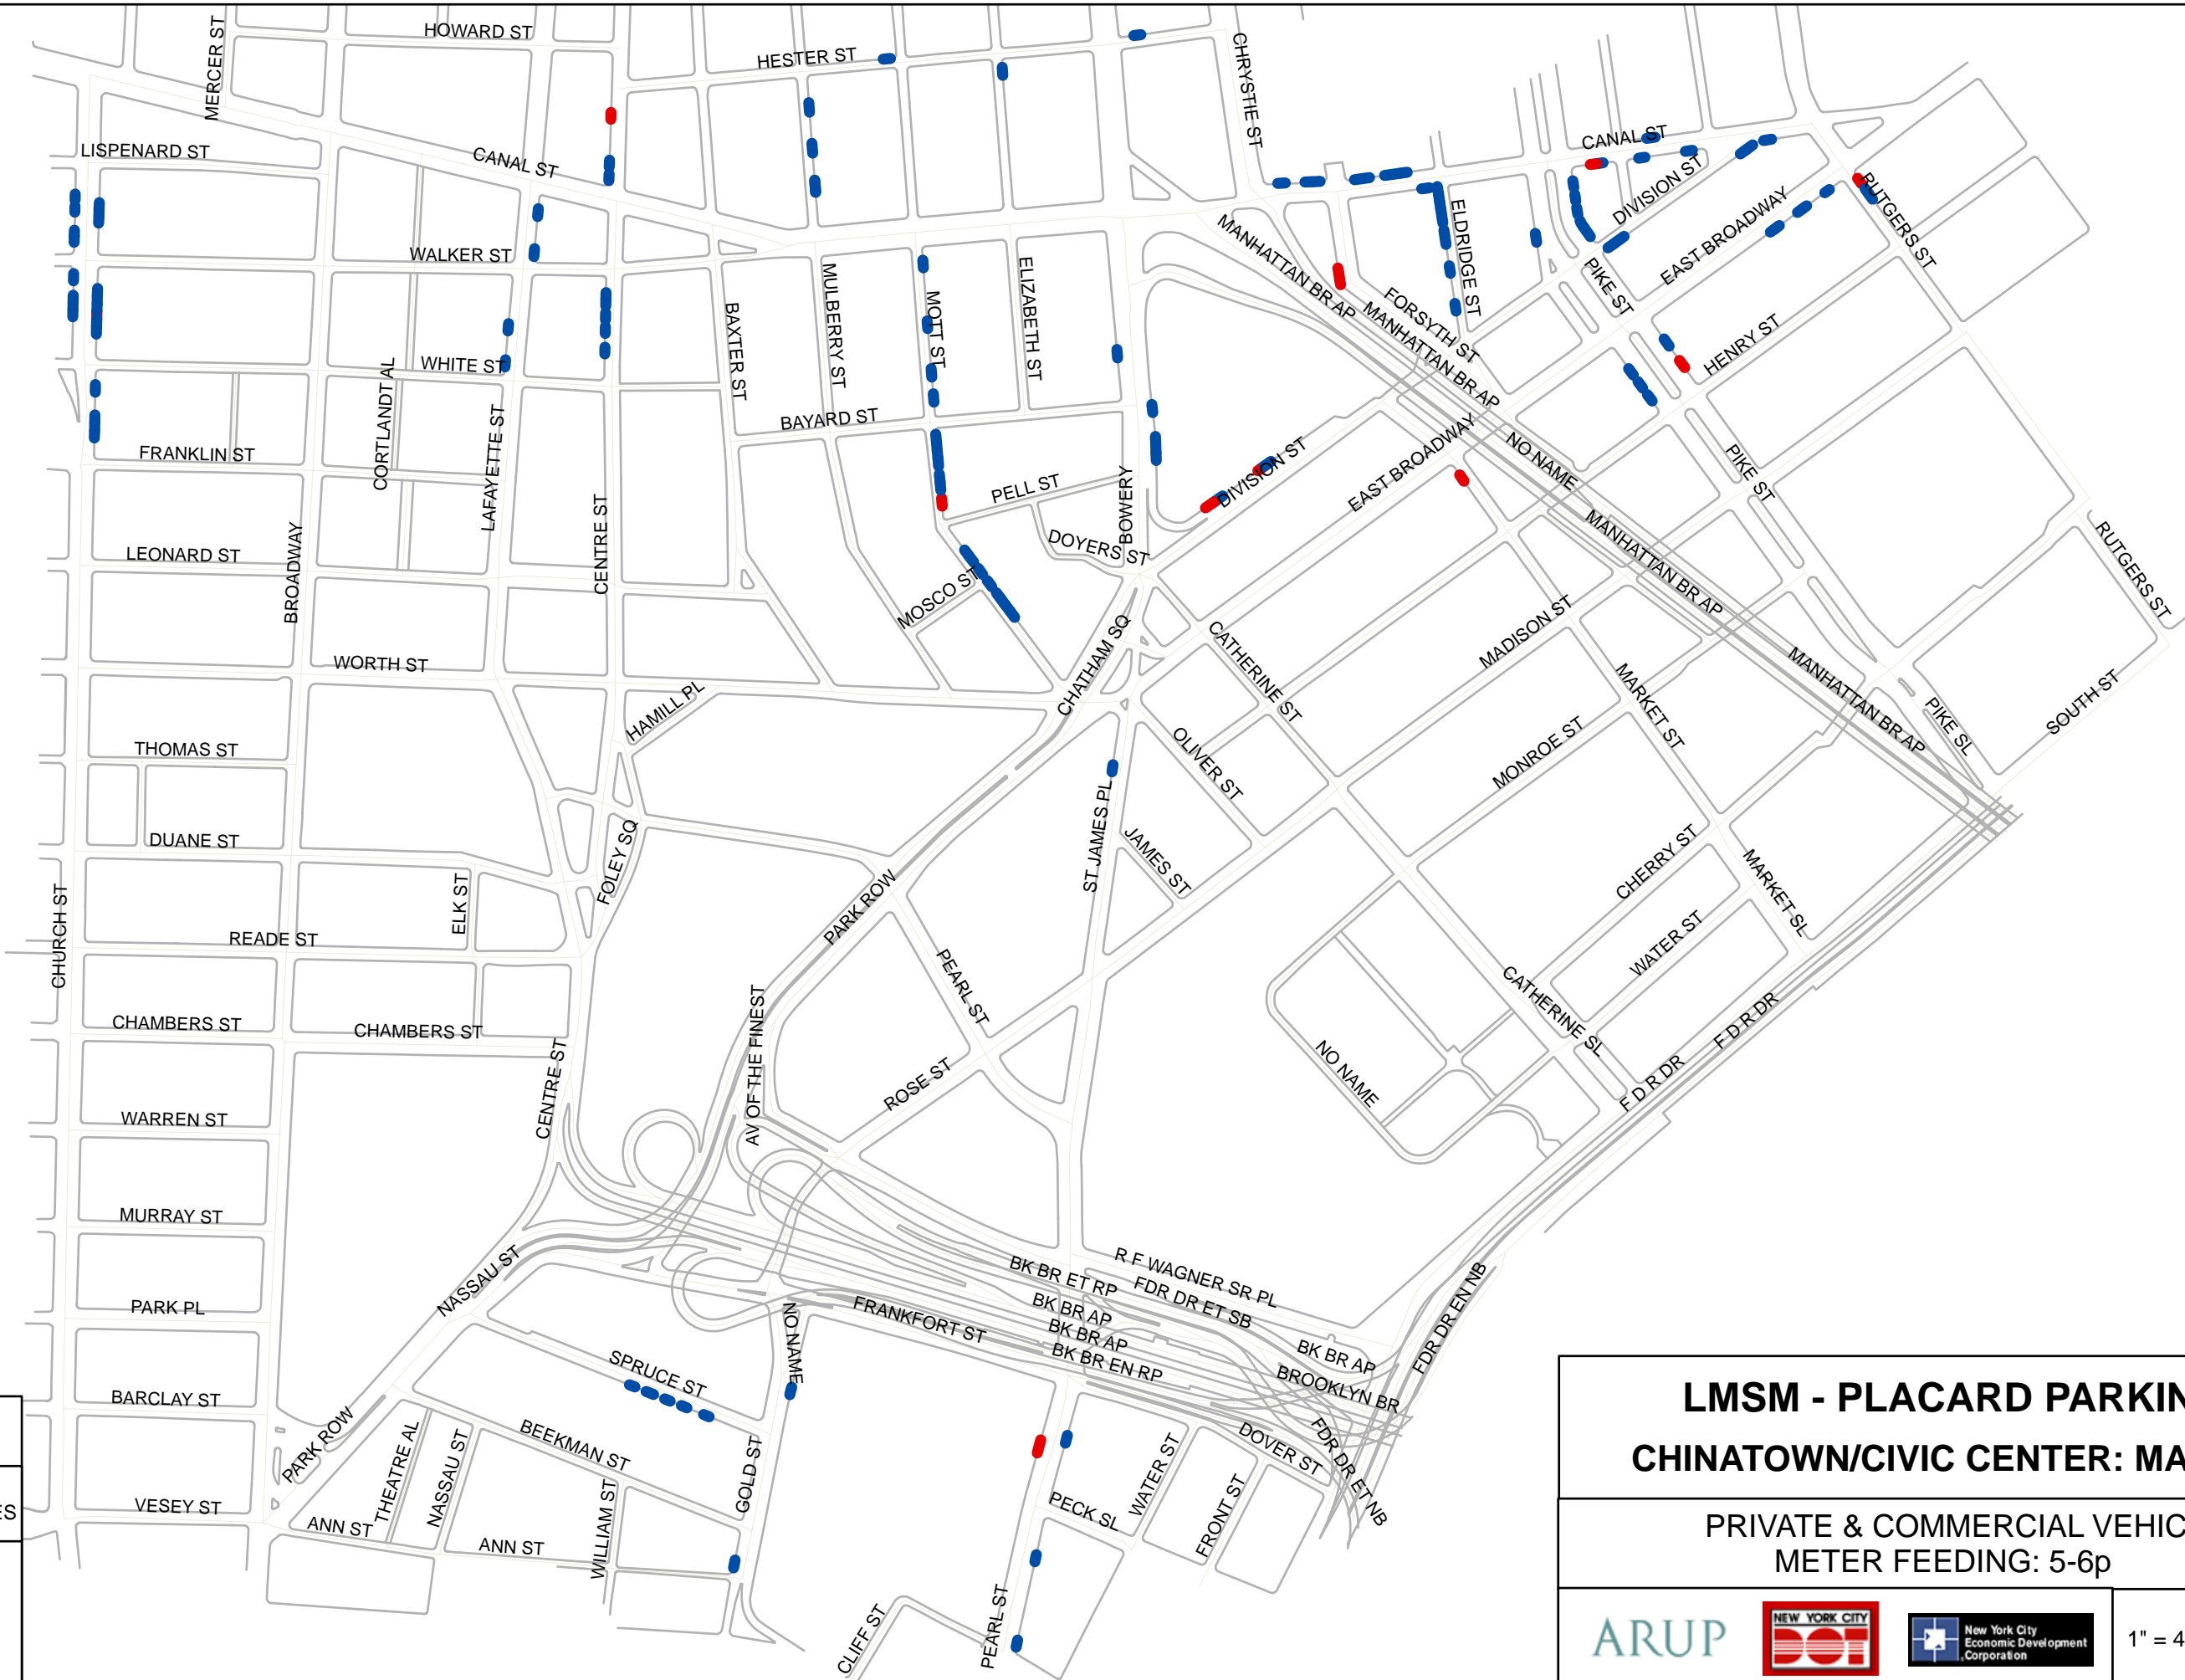 HOWARD ST
MERCER ST
HESTER ST
CHRYSTIE ST
LISPENARD ST
CANAL ST
CANAL ST
WALKER ST
DIVISION ST
EAST BROADWAY
RUTGERS ST
ELDRIDGE ST
PIKE ST
MANHATTAN BR AP
FORSYTH ST
MANHATTAN BR AP
HENRY ST
MULBERRY ST
MOTT ST
ELIZABETH ST
BAXTER ST
WHITE ST
CORTLANDT AL
LAFAYETTE ST
BAYARD ST
FRANKLIN ST
CENTRE ST
PELL ST
BOWERY
DOYERS ST
DIVISION ST
EAST BROADWAY
NO NAME
PIKE ST
MANHATTAN BR AP
RUTGERS ST
LEONARD ST
BROADWAY
MOSCO ST
WORTH ST
CHATHAM SQ
CATHERINE ST
MADISON ST
MARKET ST
MANHATTAN BR AP
PIKE SL
SOUTH ST
HAMILL PL
THOMAS ST
OLIVER ST
MONROE ST
DUANE ST
FOLEY SQ
ST JAMES PL
JAMES ST
CHERRY ST
MARKET SL
CHURCH ST
ELK ST
READE ST
PARK ROW
PEARL ST
WATER ST
CATHERINE SL
F D R DR
F D R DR
CHAMBERS ST
CHAMBERS ST
CENTRE ST
AV OF THE FINEST
ROSE ST
NO NAME
WARREN ST
MURRAY ST
NASSAU ST
PARK PL
BK BR ET RP
R F WAGNER SR PL
FDR DR ET SB
BK BR AP
BK BR AP
BK BR EN RP
BK BR AP
BROOKLYN BR
FDR DR EN NB
FRANKFORT ST
NO NAME
SPRUCE ST
BARCLAY ST
PARK ROW
THEATRE AL
NASSAU ST
BEEKMAN ST
WILLIAM ST
GOLD ST
DOVER ST
FDR DR ET NB
VESEY ST
ANN ST
ANN ST
PECK SL
WATER ST
FRONT ST
PEARL ST
CLIFF ST
ES
LMSM - PLACARD PARKIN
CHINATOWN/CIVIC CENTER: MA
PRIVATE & COMMERCIAL VEHIC
METER FEEDING: 5-6p
ARUP
NEW YORK CITY
DOT
New York City
Economic Development
Corporation
1" = 4